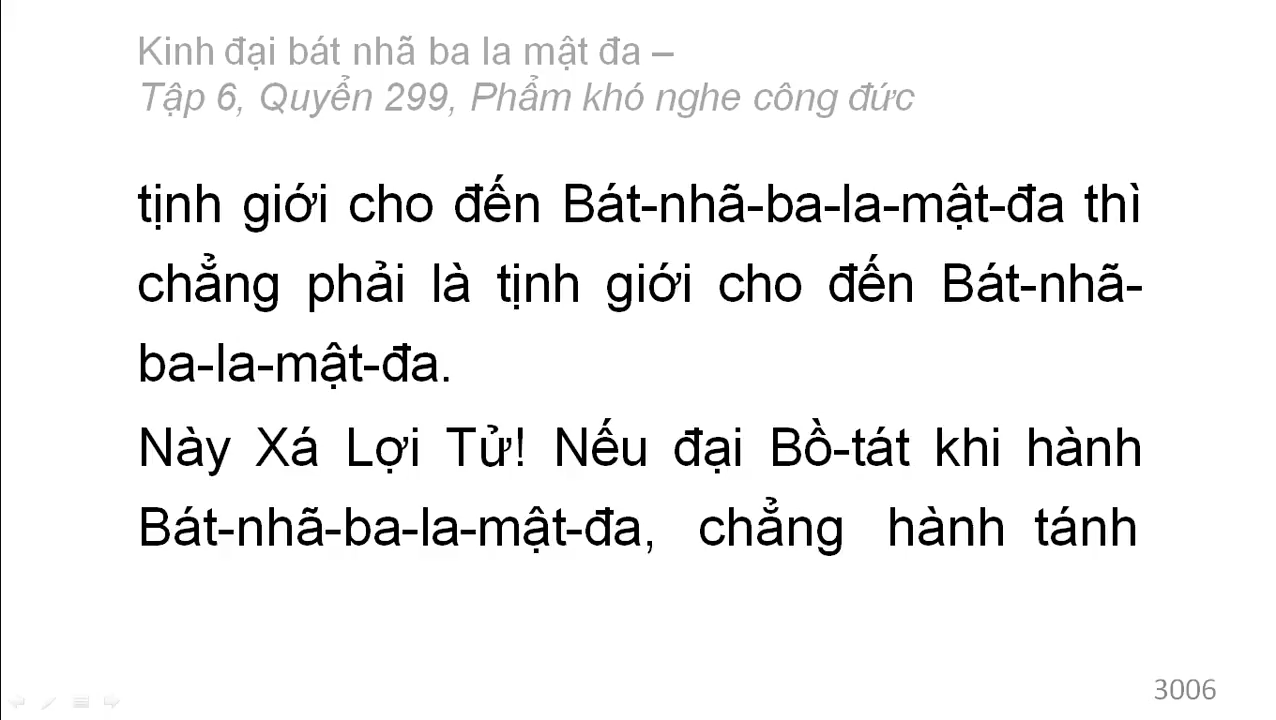 Kinh đại bát nhã ba la mật đa –
Tập 6, Quyển 299, Phẩm khó nghe công đức
tịnh giới cho đến Bát-nhã-ba-la-mật-đa thì
chẳng phải là tịnh giới cho đến Bát-nhã-
ba-la-mật-đa.
Này Xá Lợi Tử! Nếu đại Bồ-tát khi hành
Bát-nhã-ba-la-mật-đa, chẳng hành tánh
3006